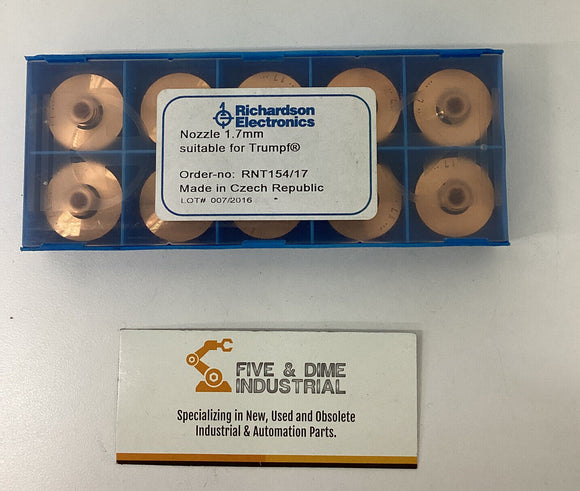 Richardson
Electronics
Nozzle 1.7mm
suitable for Trumpf®
Order-no: RNT154/17
Made in Czech Republic
LOT# 007/2016
FIVE & DIME
INDUSTRIAL
Specializing in New, Used and Obsolete
Industrial & Automation Parts.